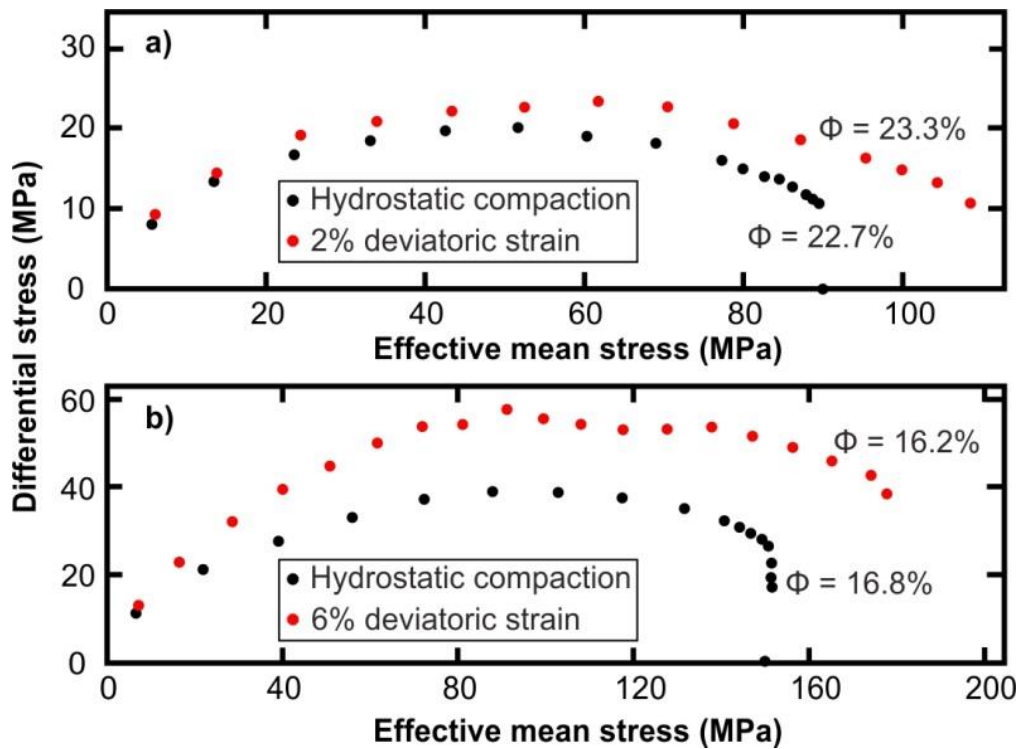 a)
30
20
10
0
Φ = 23.3%
Hydrostatic compaction
2% deviatoric strain
Φ = 22.7%
0 20 40 60 80 100
Effective mean stress (MPa)
Differential stress (MPa)
b)
60
40
20
0
Φ = 16.2%
Hydrostatic compaction
6% deviatoric strain
Φ = 16.8%
0 40 80 120 160 200
Effective mean stress (MPa)